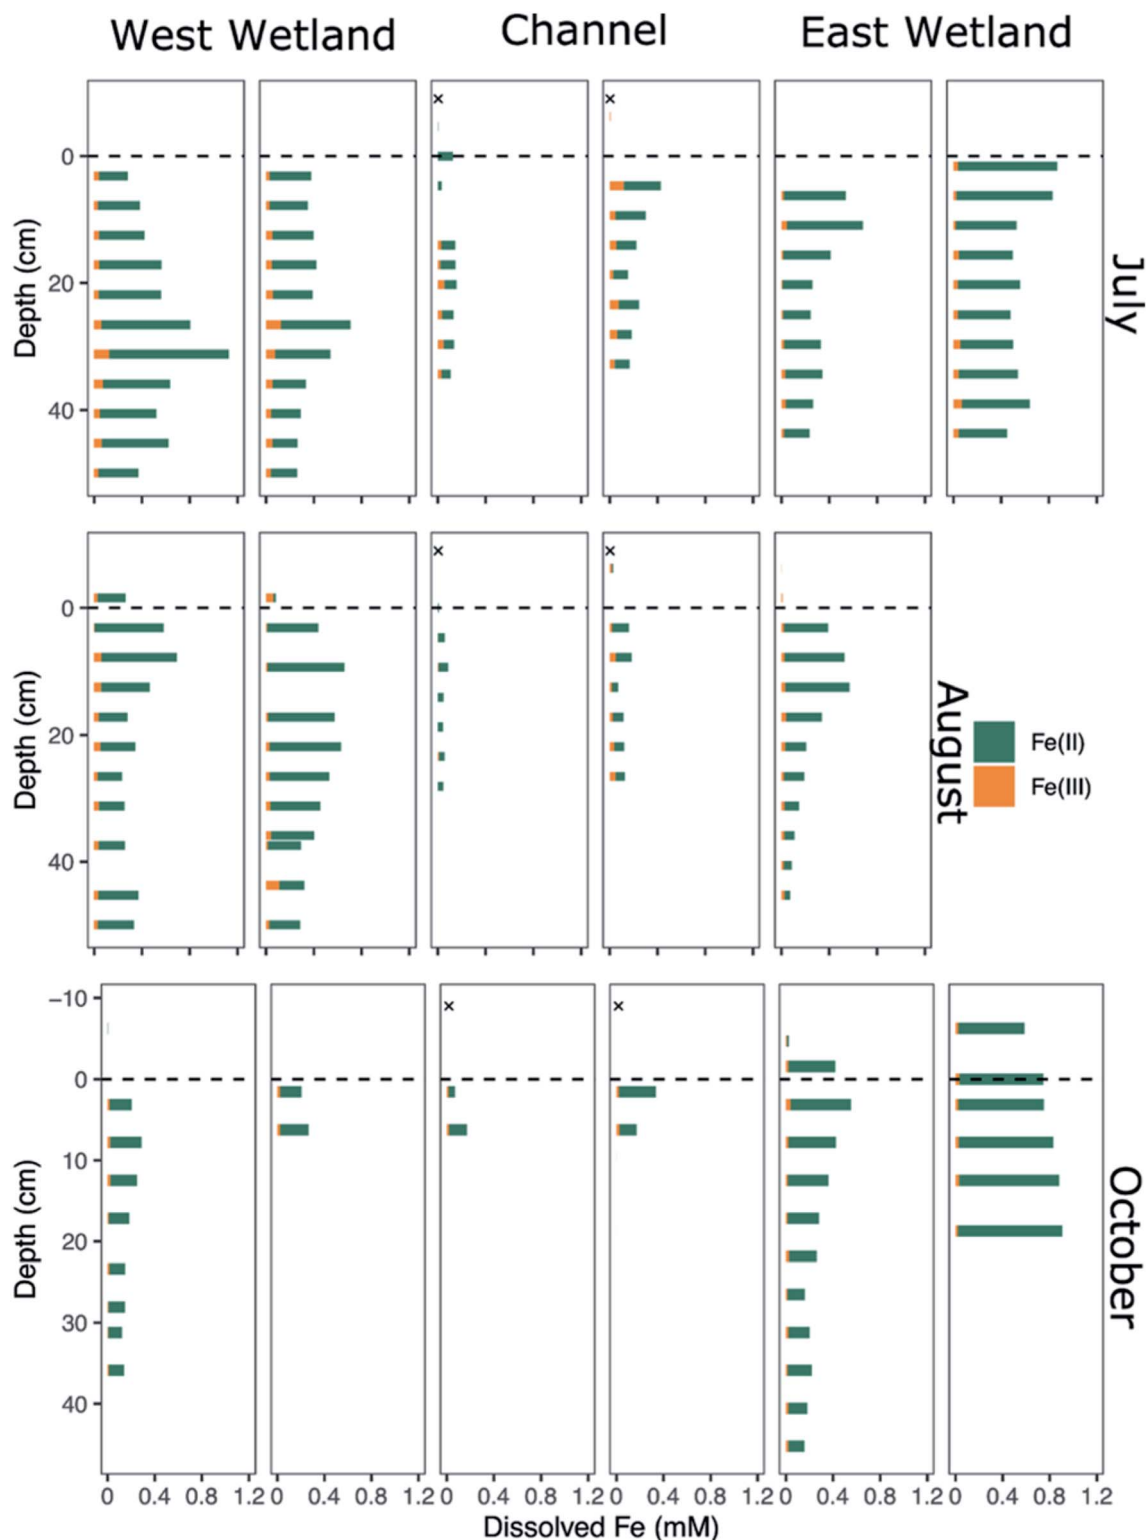 West Wetland Channel East Wetland
0
20
40
Depth (cm)
July
0
20
40
Depth (cm)
August
Fe(II)
Fe(III)
−10
0
10
20
30
40
Depth (cm)
October
0 0.4 0.8 1.2 0 0.4 0.8 1.2 0 0.4 0.8 1.2 0 0.4 0.8 1.2 0 0.4 0.8 1.2 0 0.4 0.8 1.2
Dissolved Fe (mM)